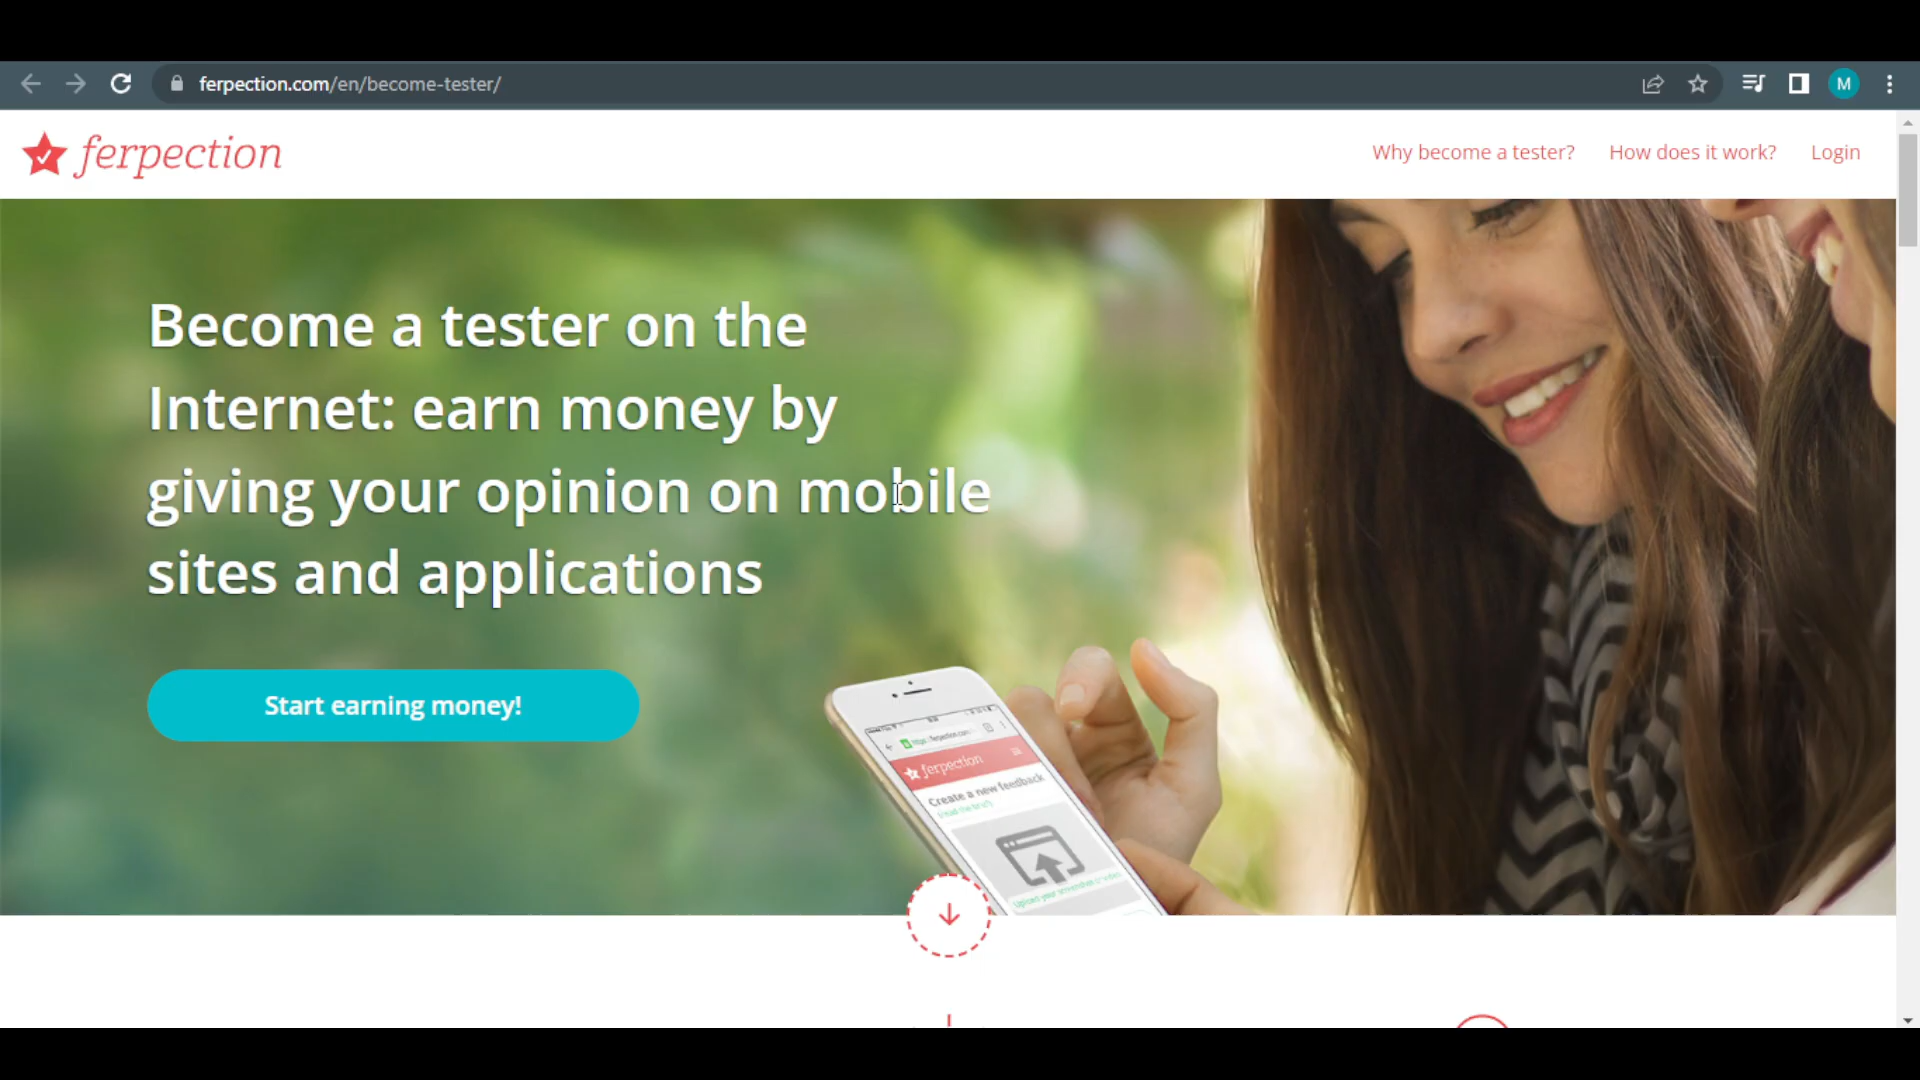 ferpection.com/en/become-tester/
M
ferpection
Why become a tester? How does it work? Login
Become a tester on the
Internet: earn money by
giving your opinion on mobile
sites and applications
Start earning money!
ferpection
Create a new feedback